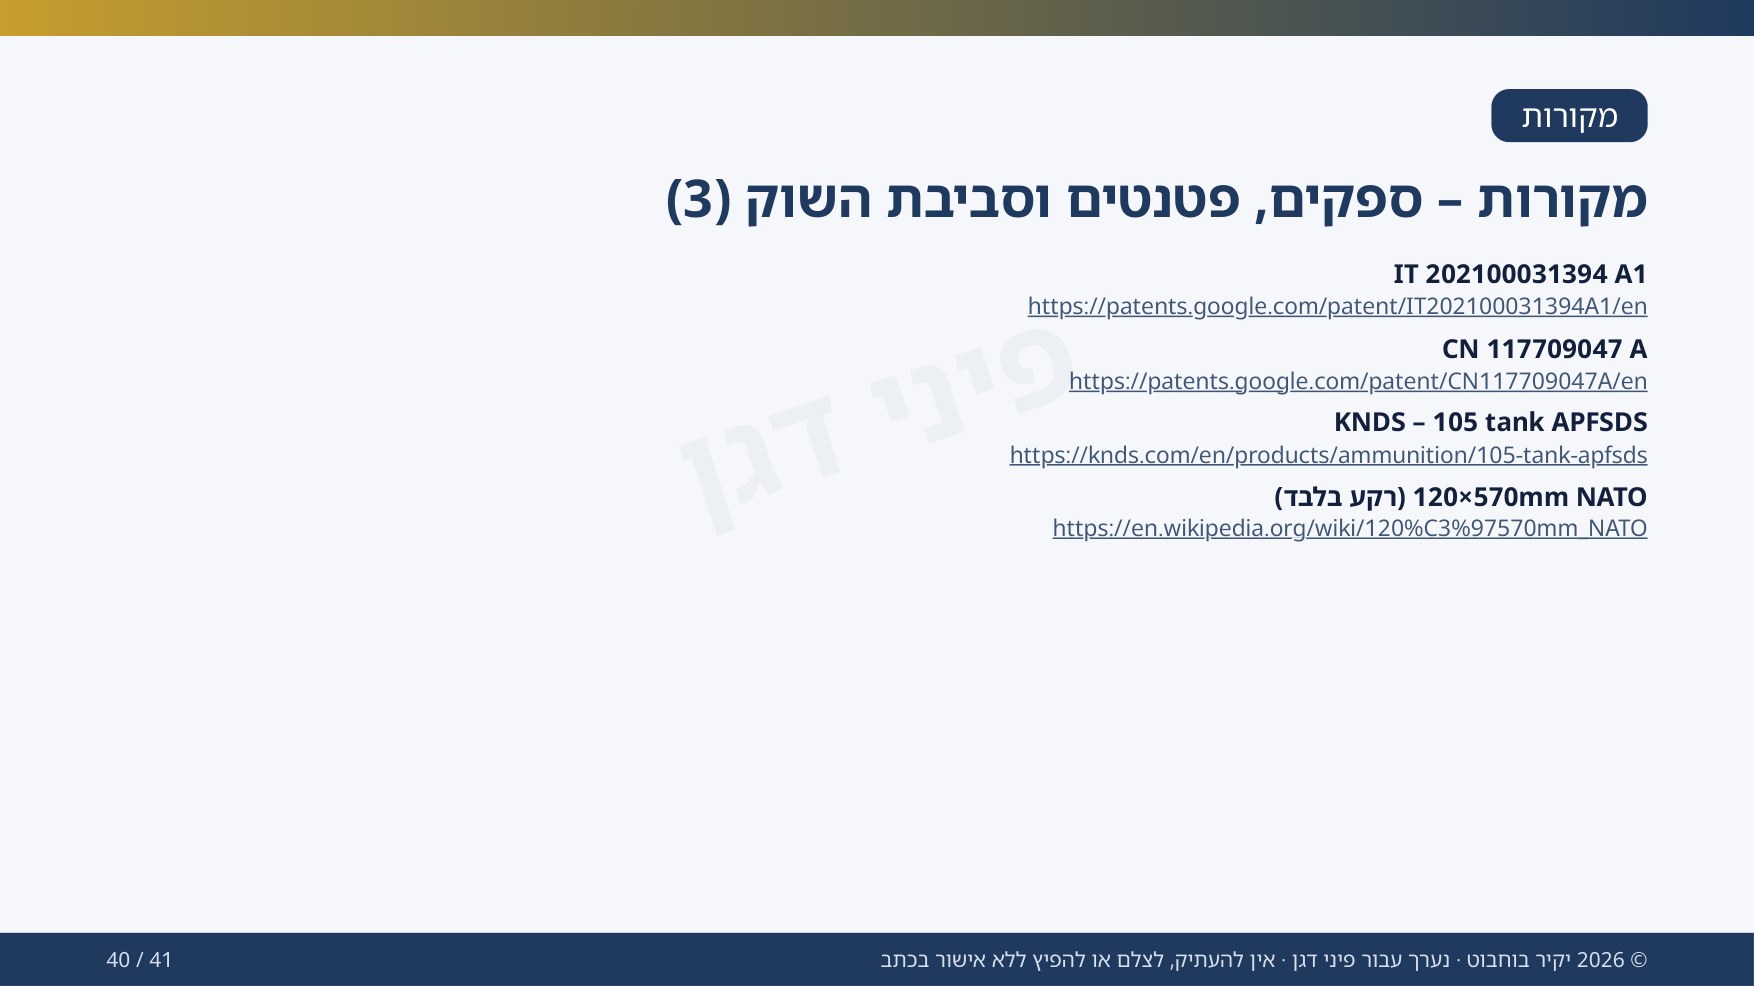 מקורות
מקורות – ספקים, פטנטים וסביבת השוק (3)
IT 202100031394 A1
https://patents.google.com/patent/IT202100031394A1/en
CN 117709047 A
https://patents.google.com/patent/CN117709047A/en
KNDS – 105 tank APFSDS
https://knds.com/en/products/ammunition/105-tank-apfsds
120×570mm NATO (רקע בלבד)
https://en.wikipedia.org/wiki/120%C3%97570mm_NATO
פיני דגן
© 2026 יקיר בוחבוט · נערך עבור פיני דגן · אין להעתיק, לצלם או להפיץ ללא אישור בכתב
40 / 41